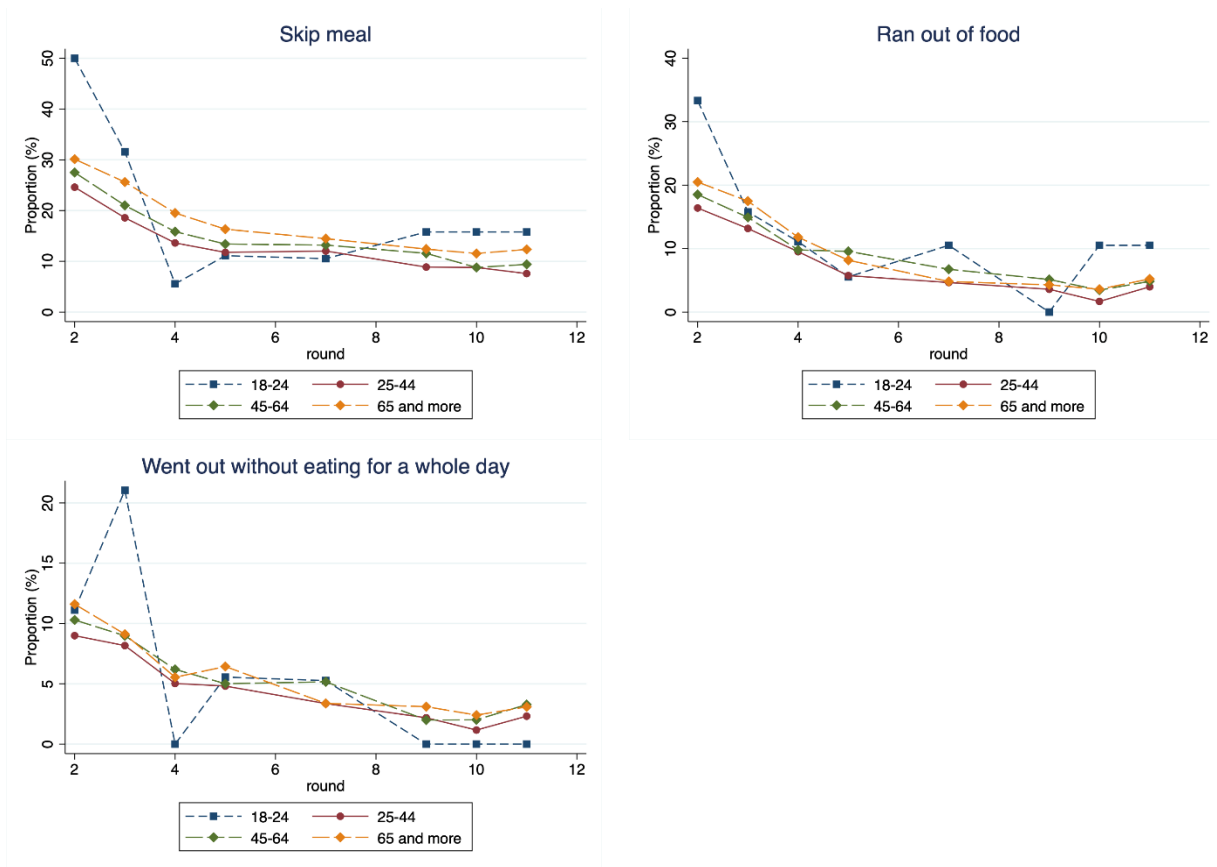 Skip meal
Proportion (%)
50
40
30
20
10
0
2 4 6 8 10 12
round
18-24 25-44
45-64 65 and more
Ran out of food
Proportion (%)
40
30
20
10
0
2 4 6 8 10 12
round
18-24 25-44
45-64 65 and more
Went out without eating for a whole day
Proportion (%)
20
15
10
5
0
2 4 6 8 10 12
round
18-24 25-44
45-64 65 and more